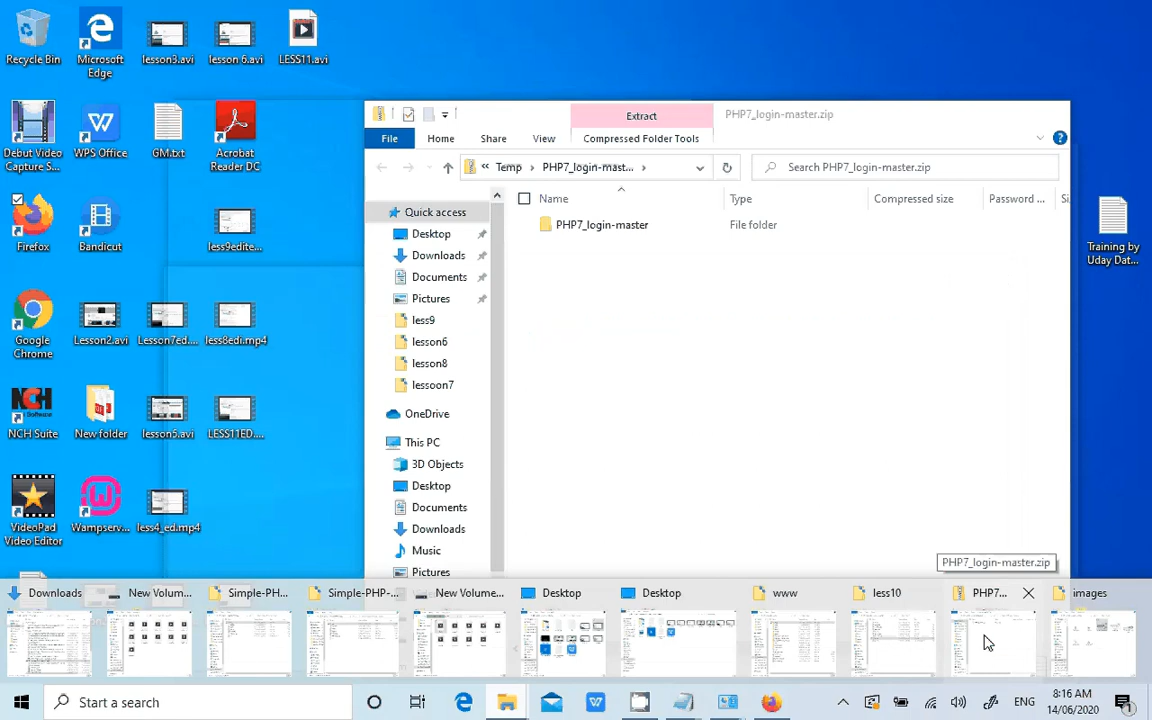 Recycle Bin
Microsoft
Edge
lesson3.avi
lesson 6.avi
LESS11.avi
Debut Video
Capture S...
WPS Office
GM.txt
Acrobat
Reader DC
Firefox
Bandicut
less9edite...
Google
Chrome
Lesson2.avi
Lesson7ed....
less8edi.mp4
NCH Suite
New folder
lesson5.avi
LESS11ED....
VideoPad
Video Editor
Wampserv...
less4_ed.mp4
Training by
Uday Dat...
Extract
PHP7_login-master.zip
File
Home
Share
View
Compressed Folder Tools
« Temp › PHP7_login-mast... ›
Search PHP7_login-master.zip
Name
Type
Compressed size
Password ...
Si
PHP7_login-master
File folder
Quick access
Desktop
Downloads
Documents
Pictures
less9
lesson6
lesson8
lessoon7
OneDrive
This PC
3D Objects
Desktop
Documents
Downloads
Music
Pictures
PHP7_login-master.zip
Downloads
New Volum...
Simple-PH...
Simple-PHP-...
New Volume...
Desktop
Desktop
www
less10
PHP7...
images
Start a search
ENG
8:16 AM
14/06/2020
1